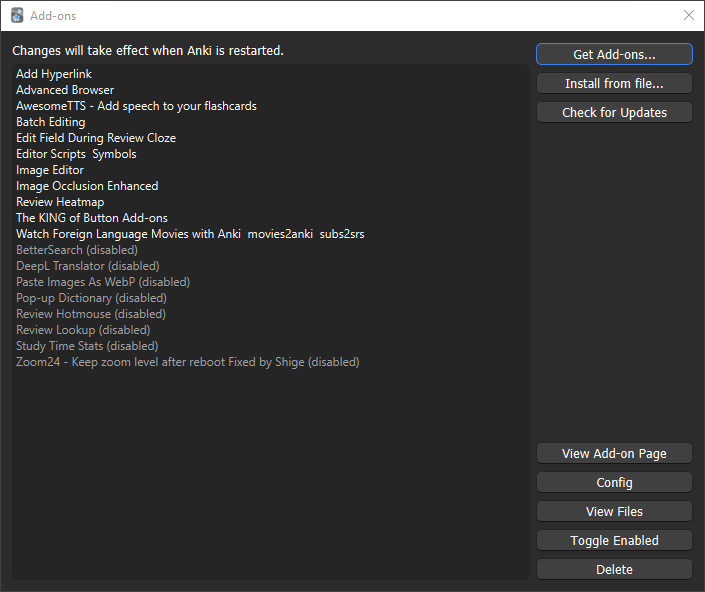 Add-ons
Changes will take effect when Anki is restarted.
Add Hyperlink
Advanced Browser
AwesomeTTS - Add speech to your flashcards
Batch Editing
Edit Field During Review Cloze
Editor Scripts  Symbols
Image Editor
Image Occlusion Enhanced
Review Heatmap
The KING of Button Add-ons
Watch Foreign Language Movies with Anki  movies2anki  subs2srs
BetterSearch (disabled)
DeepL Translator (disabled)
Paste Images As WebP (disabled)
Pop-up Dictionary (disabled)
Review Hotmouse (disabled)
Review Lookup (disabled)
Study Time Stats (disabled)
Zoom24 - Keep zoom level after reboot Fixed by Shige (disabled)
Get Add-ons...
Install from file...
Check for Updates
View Add-on Page
Config
View Files
Toggle Enabled
Delete